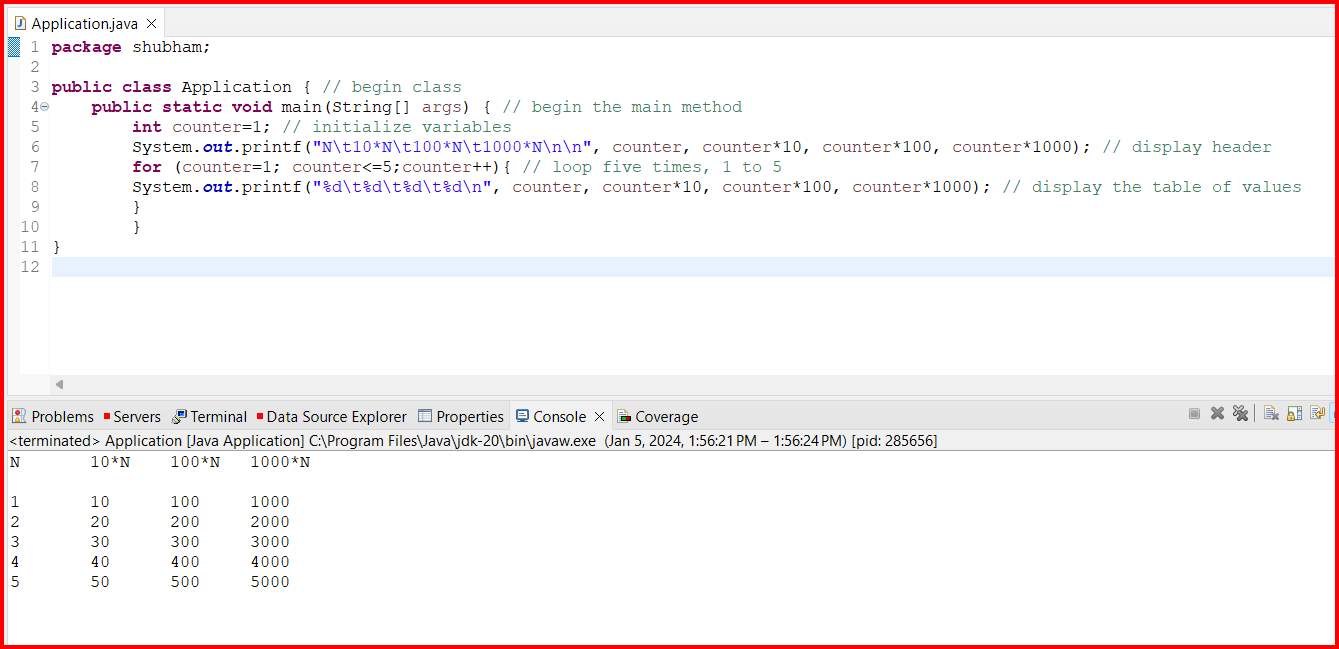 Application.java
1 package shubham;
2
3 public class Application { // begin class
4 public static void main(String[] args) { // begin the main method
5 int counter=1; // initialize variables
6 System.out.printf("N\t10*N\t100*N\t1000*N\n\n", counter, counter*10, counter*100, counter*1000); // display header
7 for (counter=1; counter<=5;counter++){ // loop five times, 1 to 5
8 System.out.printf("%d\t%d\t%d\t%d\n", counter, counter*10, counter*100, counter*1000); // display the table of values
9 }
10 }
11 }
12
Problems Servers Terminal Data Source Explorer Properties Console Coverage
<terminated> Application [Java Application] C:\Program Files\Java\jdk-20\bin\javaw.exe (Jan 5, 2024, 1:56:21 PM – 1:56:24 PM) [pid: 285656]
N 10*N 100*N 1000*N
1 10 100 1000
2 20 200 2000
3 30 300 3000
4 40 400 4000
5 50 500 5000